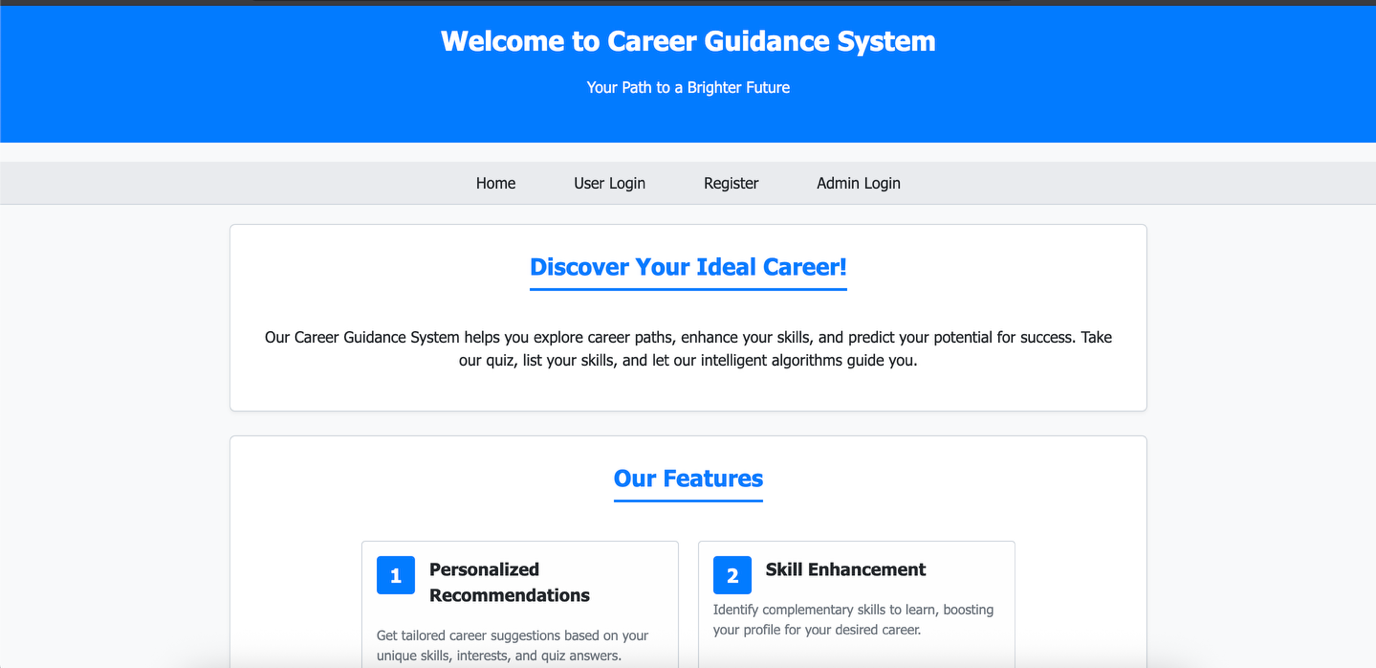 Welcome to Career Guidance System
Your Path to a Brighter Future
Home User Login Register Admin Login
Discover Your Ideal Career!
Our Career Guidance System helps you explore career paths, enhance your skills, and predict your potential for success. Take
our quiz, list your skills, and let our intelligent algorithms guide you.
Our Features
1 Personalized
Recommendations
Get tailored career suggestions based on your
unique skills, interests, and quiz answers.
2 Skill Enhancement
Identify complementary skills to learn, boosting
your profile for your desired career.